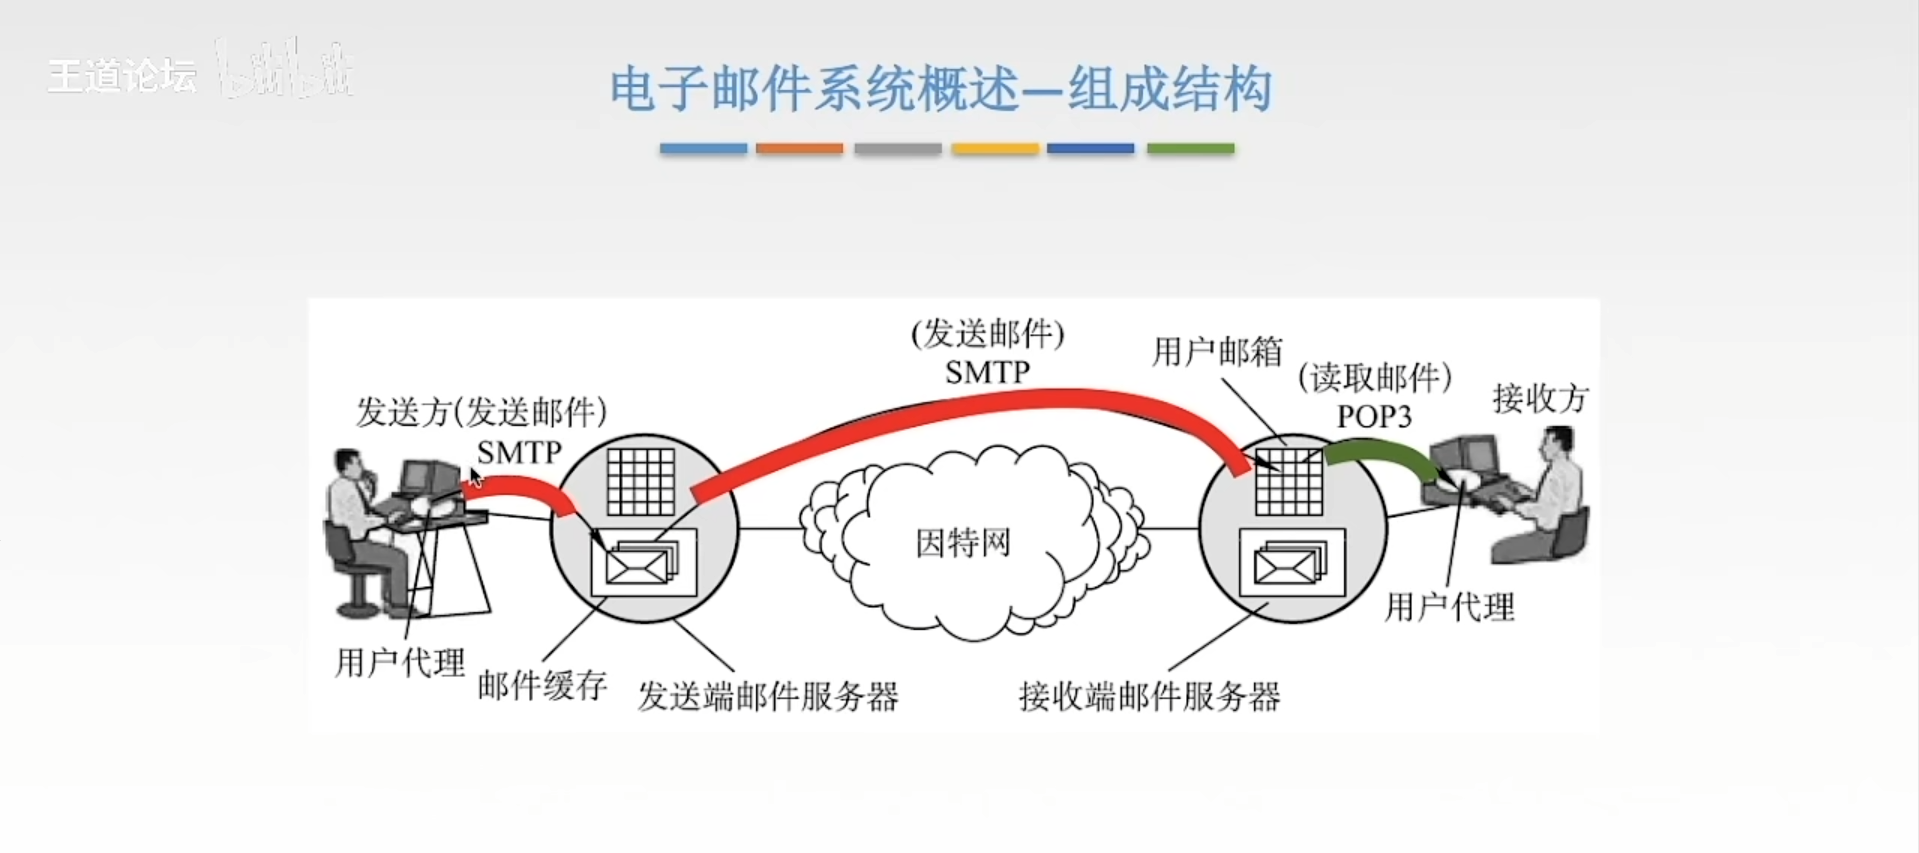 王道论坛 bilibili
电子邮件系统概述—组成结构
(发送邮件)
SMTP
用户邮箱
(读取邮件)
POP3
接收方
发送方(发送邮件)
SMTP
因特网
用户代理
用户代理
邮件缓存
发送端邮件服务器
接收端邮件服务器